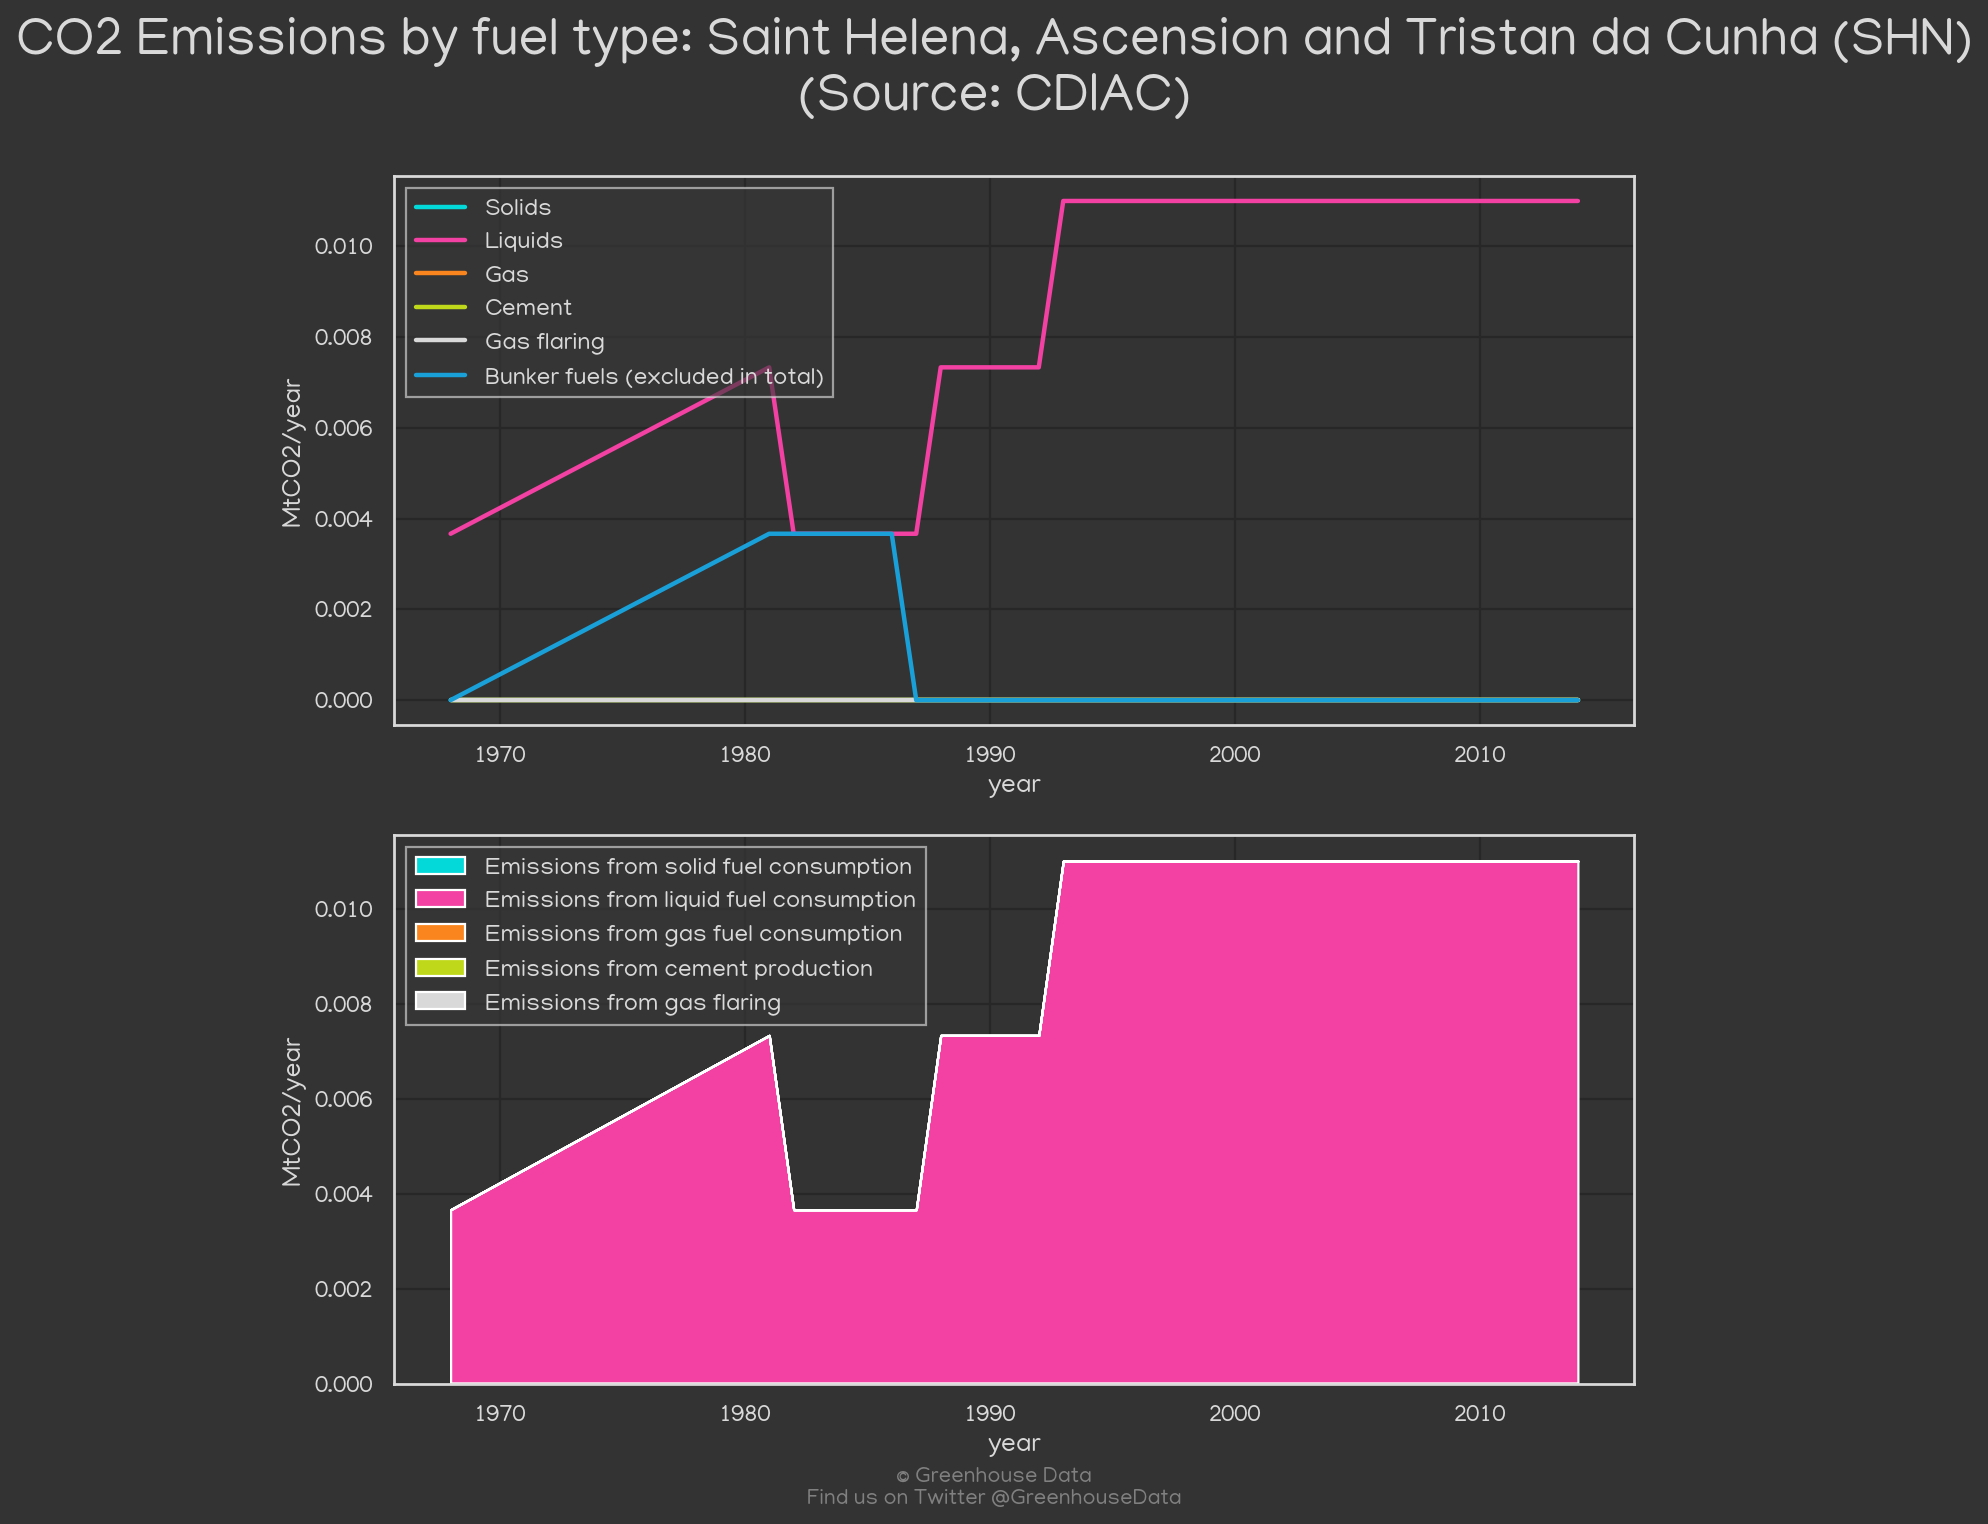 CO2 Emissions by fuel type: Saint Helena, Ascension and Tristan da Cunha (SHN)
(Source: CDIAC)
Solids
Liquids
Gas
Cement
Gas flaring
Bunker fuels (excluded in total)
MtCO2/year
0.010
0.008
0.006
0.004
0.002
0.000
1970 1980 1990 2000 2010
year
Emissions from solid fuel consumption
Emissions from liquid fuel consumption
Emissions from gas fuel consumption
Emissions from cement production
Emissions from gas flaring
MtCO2/year
0.010
0.008
0.006
0.004
0.002
0.000
1970 1980 1990 2000 2010
year
© Greenhouse Data
Find us on Twitter @GreenhouseData